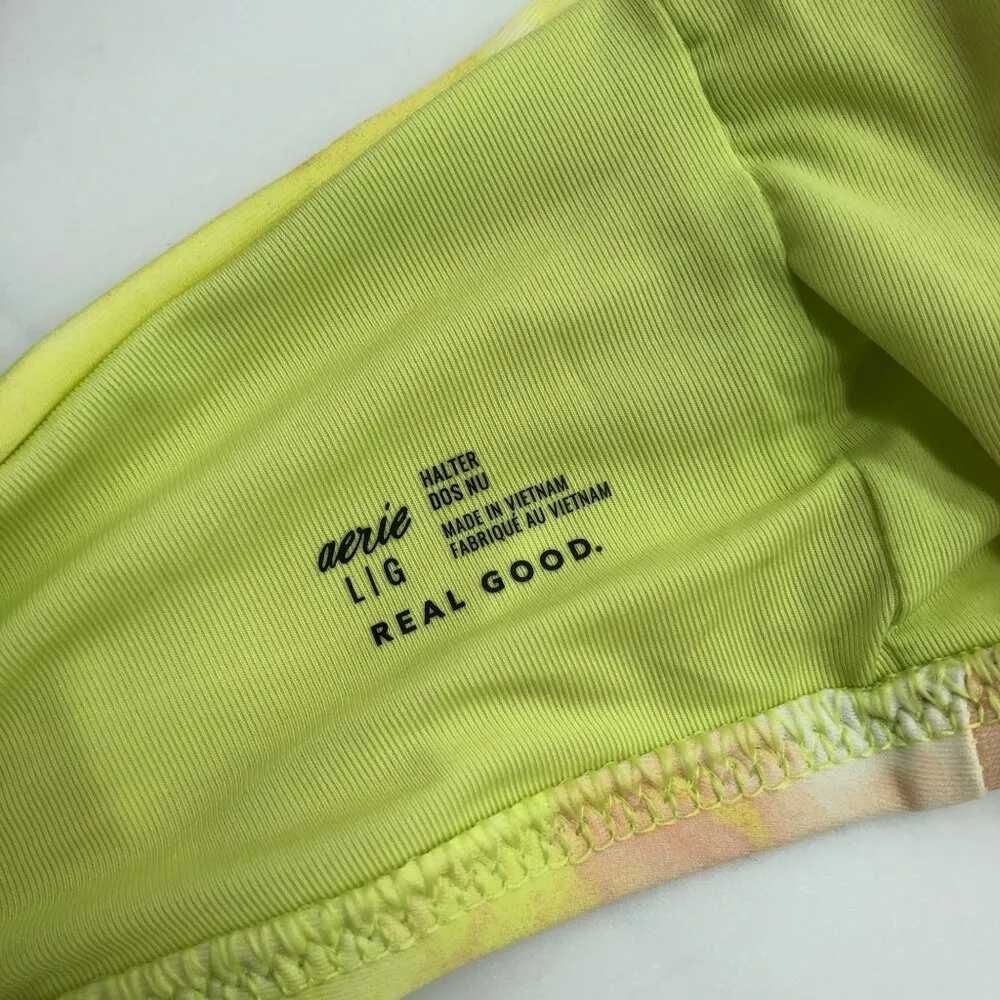 aerie
L|G
HALTER
DOS NU
MADE IN VIETNAM
FABRIQUÉ AU VIETNAM
REAL GOOD.